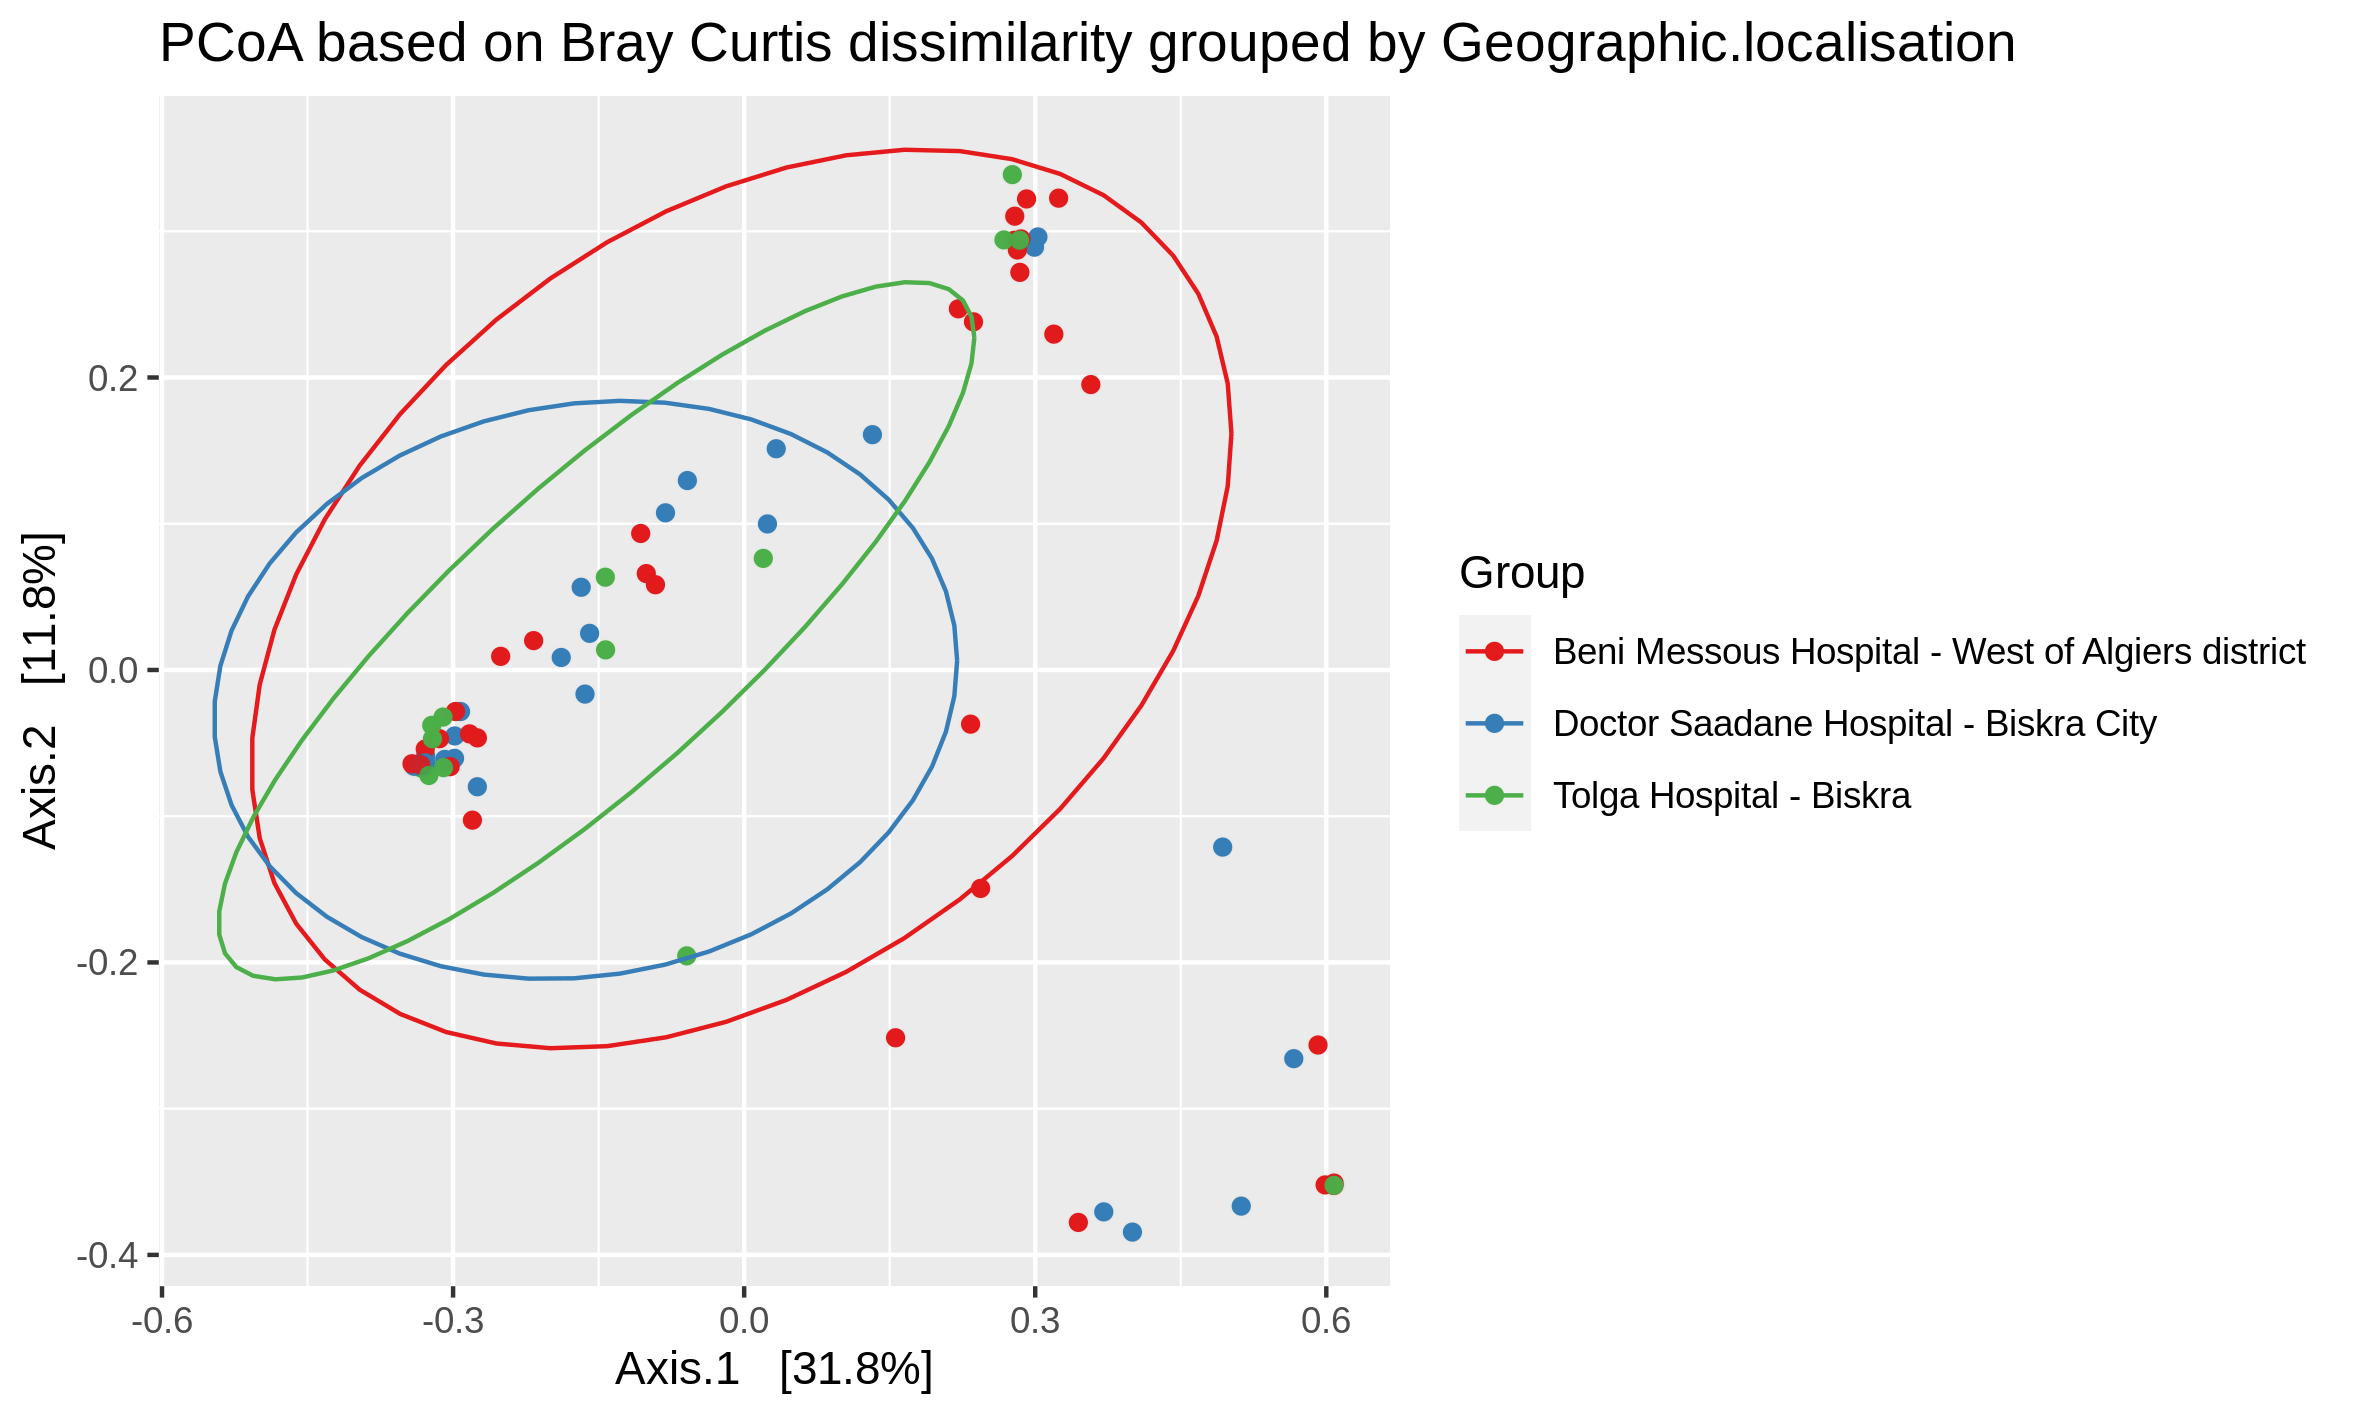 PCoA based on Bray Curtis dissimilarity grouped by Geographic.localisation
Axis.2 [11.8%]
0.2
0.0
-0.2
-0.4
-0.6
-0.3
0.0
0.3
0.6
Axis.1 [31.8%]
Group
Beni Messous Hospital - West of Algiers district
Doctor Saadane Hospital - Biskra City
Tolga Hospital - Biskra